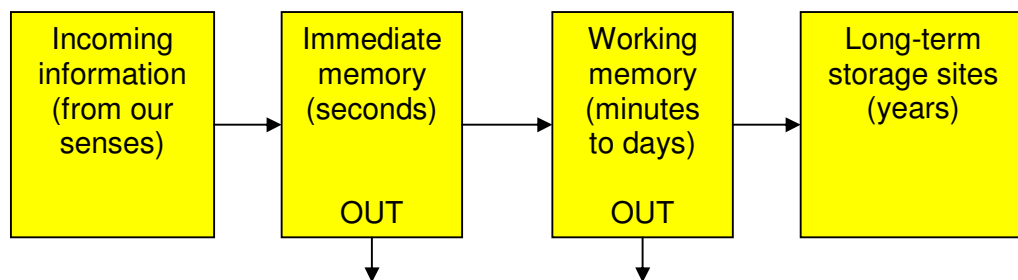 Incoming
information
(from our
senses)
Immediate
memory
(seconds)
OUT
Working
memory
(minutes
to days)
OUT
Long-term
storage sites
(years)